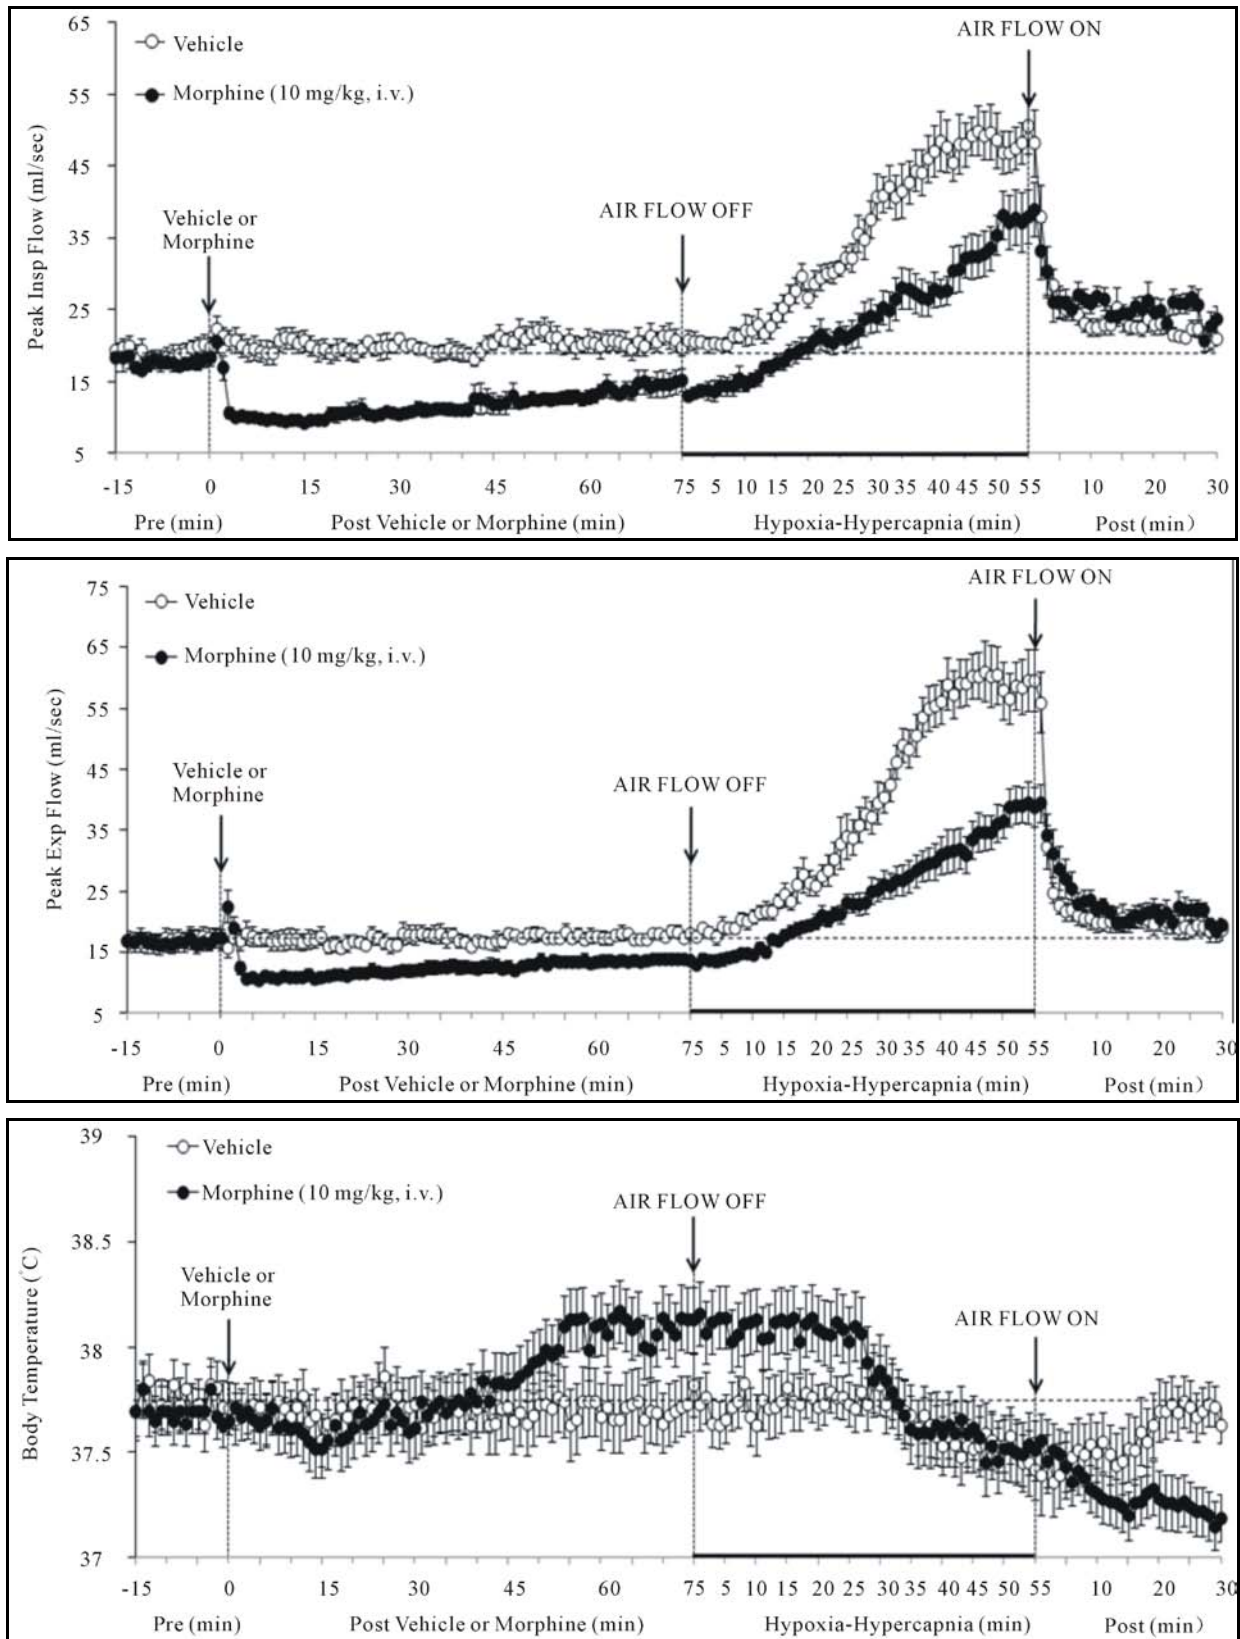 65
55
45
35
25
15
5
Peak Insp Flow (ml/sec)
Vehicle
Morphine (10 mg/kg, i.v.)
Vehicle or
Morphine
AIR FLOW OFF
AIR FLOW ON
-15 0 15 30 45 60 75 5 10 15 20 25 30 35 40 45 50 55 10 20 30
Pre (min) Post Vehicle or Morphine (min) Hypoxia-Hypercapnia (min) Post (min)
75
65
55
45
35
25
15
5
Peak Exp Flow (ml/sec)
Vehicle
Morphine (10 mg/kg, i.v.)
Vehicle or
Morphine
AIR FLOW OFF
AIR FLOW ON
-15 0 15 30 45 60 75 5 10 15 20 25 30 35 40 45 50 55 10 20 30
Pre (min) Post Vehicle or Morphine (min) Hypoxia-Hypercapnia (min) Post (min)
39
38.5
38
37.5
37
Body Temperature (°C)
Vehicle
Morphine (10 mg/kg, i.v.)
Vehicle or
Morphine
AIR FLOW OFF
AIR FLOW ON
-15 0 15 30 45 60 75 5 10 15 20 25 30 35 40 45 50 55 10 20 30
Pre (min) Post Vehicle or Morphine (min) Hypoxia-Hypercapnia (min) Post (min)